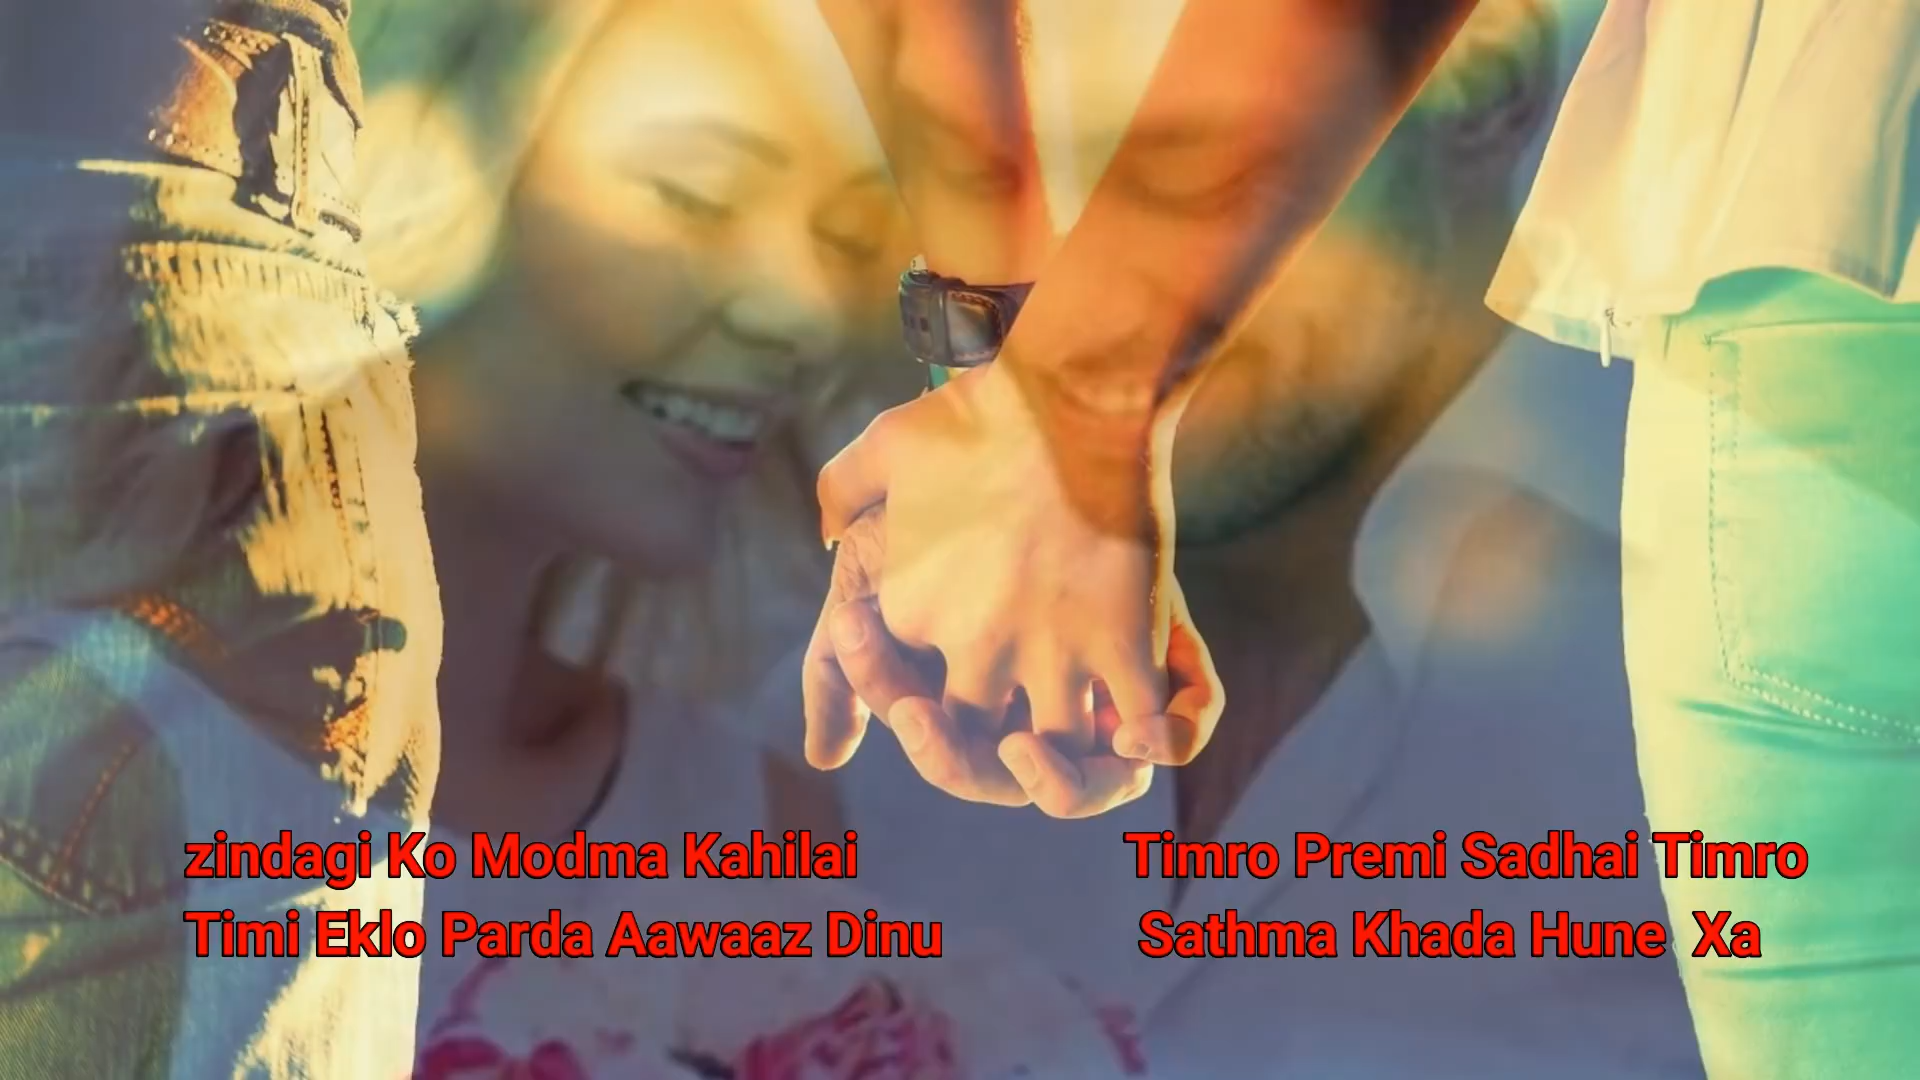 zindagi Ko Modma Kahilai
Timi Eklo Parda Aawaaz Dinu
Timro Premi Sadhai Timro
Sathma Khada Hune  Xa